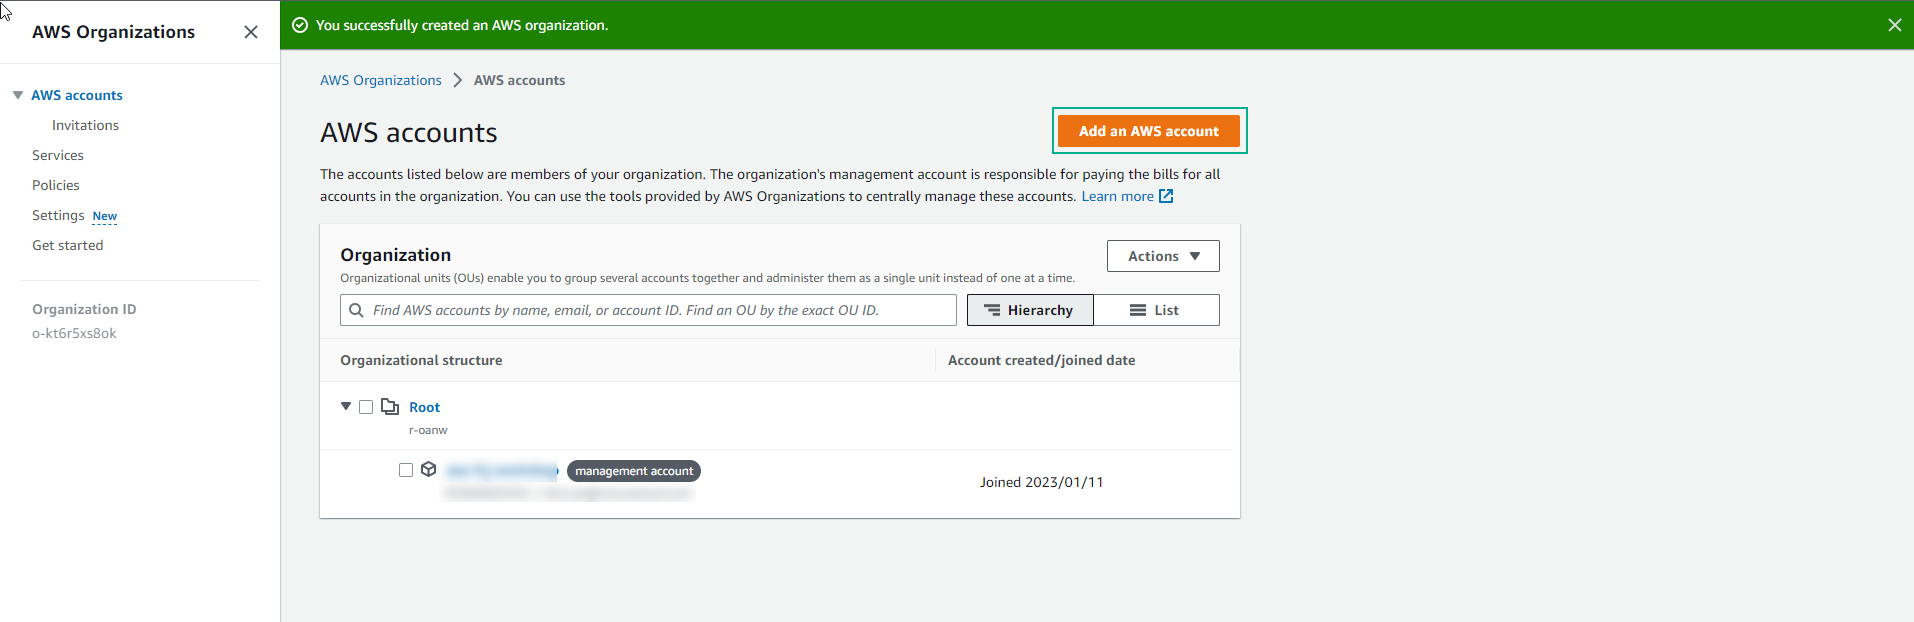 AWS Organizations
AWS accounts
Invitations
Services
Policies
Settings New
Get started
Organization ID
o-kt6r5xs8ok
You successfully created an AWS organization.
AWS Organizations > AWS accounts
AWS accounts
Add an AWS account
The accounts listed below are members of your organization. The organization's management account is responsible for paying the bills for all
accounts in the organization. You can use the tools provided by AWS Organizations to centrally manage these accounts. Learn more
Organization
Actions
Organizational units (OUs) enable you to group several accounts together and administer them as a single unit instead of one at a time.
Find AWS accounts by name, email, or account ID. Find an OU by the exact OU ID.
Hierarchy
List
Organizational structure
Account created/joined date
Root
r-oanw
management account
Joined 2023/01/11